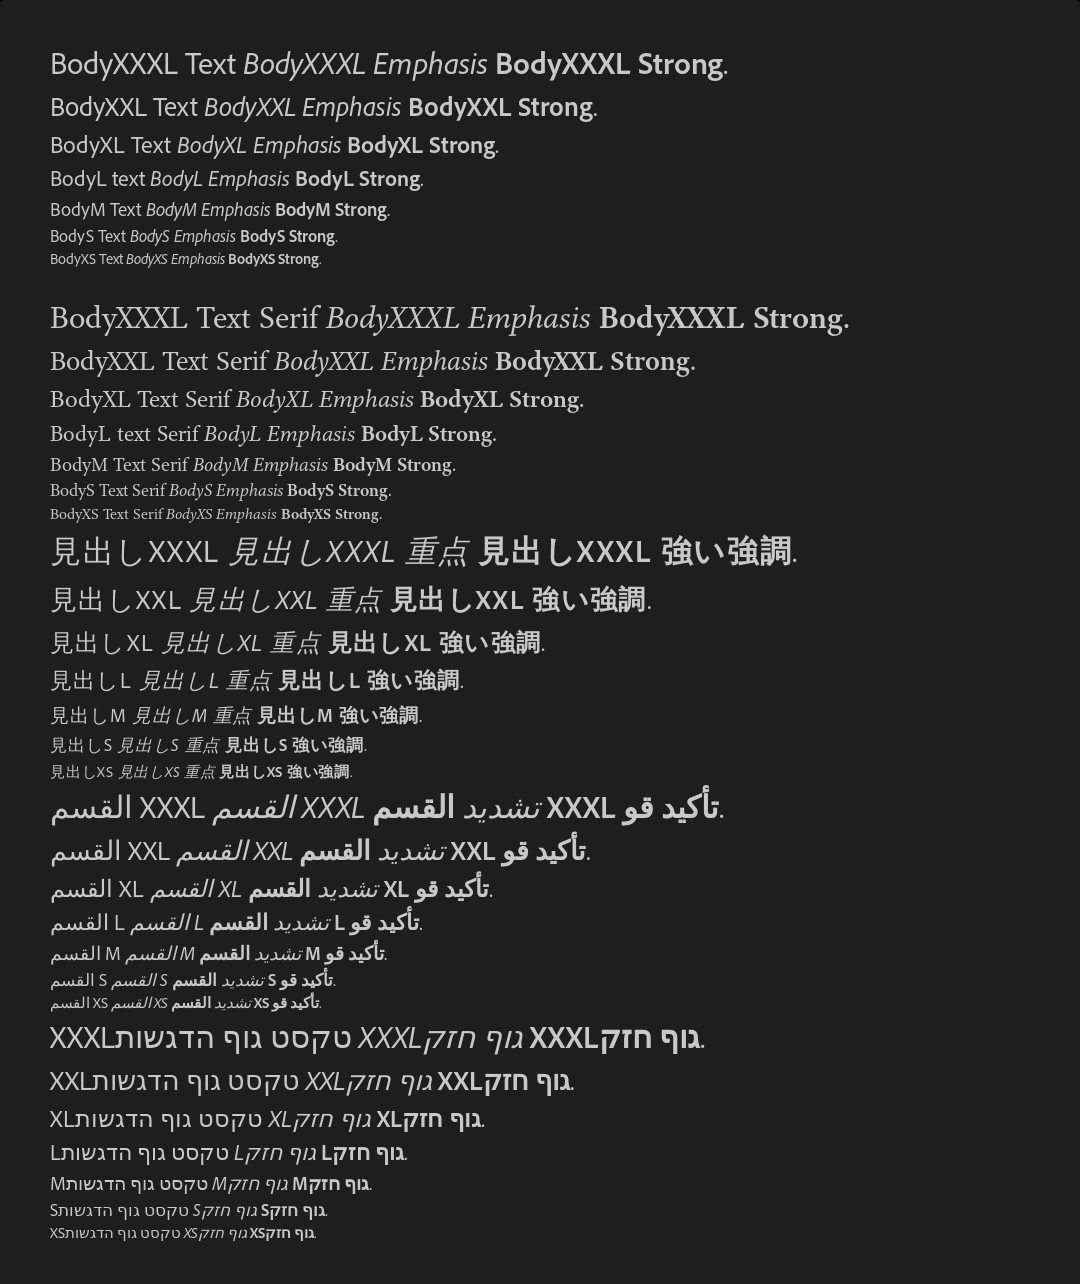 BodyXXXL Text BodyXXXL Emphasis BodyXXXL Strong.
BodyXXL Text BodyXXL Emphasis BodyXXL Strong.
BodyXL Text BodyXL Emphasis BodyXL Strong.
BodyL text BodyL Emphasis BodyL Strong.
BodyM Text BodyM Emphasis BodyM Strong.
BodyS Text BodyS Emphasis BodyS Strong.
BodyXS Text BodyXS Emphasis BodyXS Strong.
BodyXXXL Text Serif BodyXXXL Emphasis BodyXXXL Strong.
BodyXXL Text Serif BodyXXL Emphasis BodyXXL Strong.
BodyXL Text Serif BodyXL Emphasis BodyXL Strong.
BodyL text Serif BodyL Emphasis BodyL Strong.
BodyM Text Serif BodyM Emphasis BodyM Strong.
BodyS Text Serif BodyS Emphasis BodyS Strong.
BodyXS Text Serif BodyXS Emphasis BodyXS Strong.
見出しXXXL 見出しXXXL 重点 見出しXXXL 強い強調.
見出しXXL 見出しXXL 重点 見出しXXL 強い強調.
見出しXL 見出しXL 重点 見出しXL 強い強調.
見出しL 見出しL 重点 見出しL 強い強調.
見出しM 見出しM 重点 見出しM 強い強調.
見出しS 見出しS 重点 見出しS 強い強調.
見出しXS 見出しXS 重点 見出しXS 強い強調.
القسم XXXL القسم XXXL تشديد القسم XXXL تأكيد قو.
القسم XXL القسم XXL تشديد القسم XXL تأكيد قو.
القسم XL القسم XL تشديد القسم XL تأكيد قو.
القسم L القسم L تشديد القسم L تأكيد قو.
القسم M القسم M تشديد القسم M تأكيد قو.
القسم S القسم S تشديد القسم S تأكيد قو.
القسم XS القسم XS تشديد القسم XS تأكيد قو.
XXXLטקסט גוף הדגשות XXXLגוף חזק XXXLגוף חזק.
XXLטקסט גוף הדגשות XXLגוף חזק XXLגוף חזק.
XLטקסט גוף הדגשות XLגוף חזק XLגוף חזק.
Lטקסט גוף הדגשות Lגוף חזק Lגוף חזק.
Mטקסט גוף הדגשות Mגוף חזק Mגוף חזק.
Sטקסט גוף הדגשות Sגוף חזק Sגוף חזק.
XSטקסט גוף הדגשות XSגוף חזק XSגוף חזק.